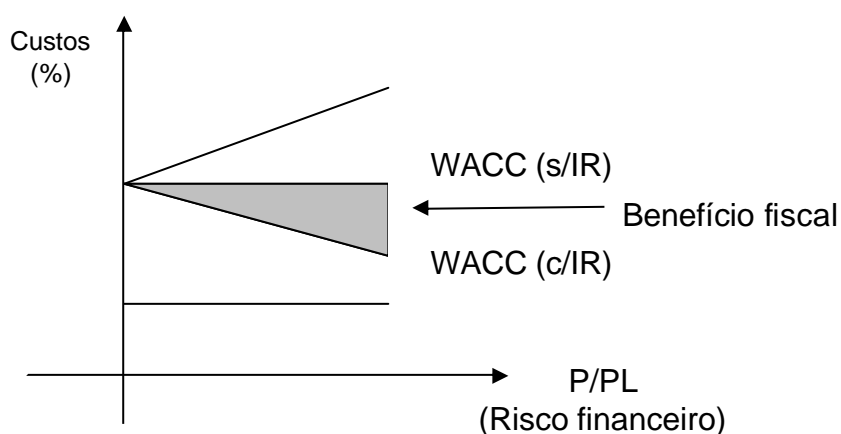 Custos
(%)
WACC (s/IR)
Benefício fiscal
WACC (c/IR)
P/PL
(Risco financeiro)